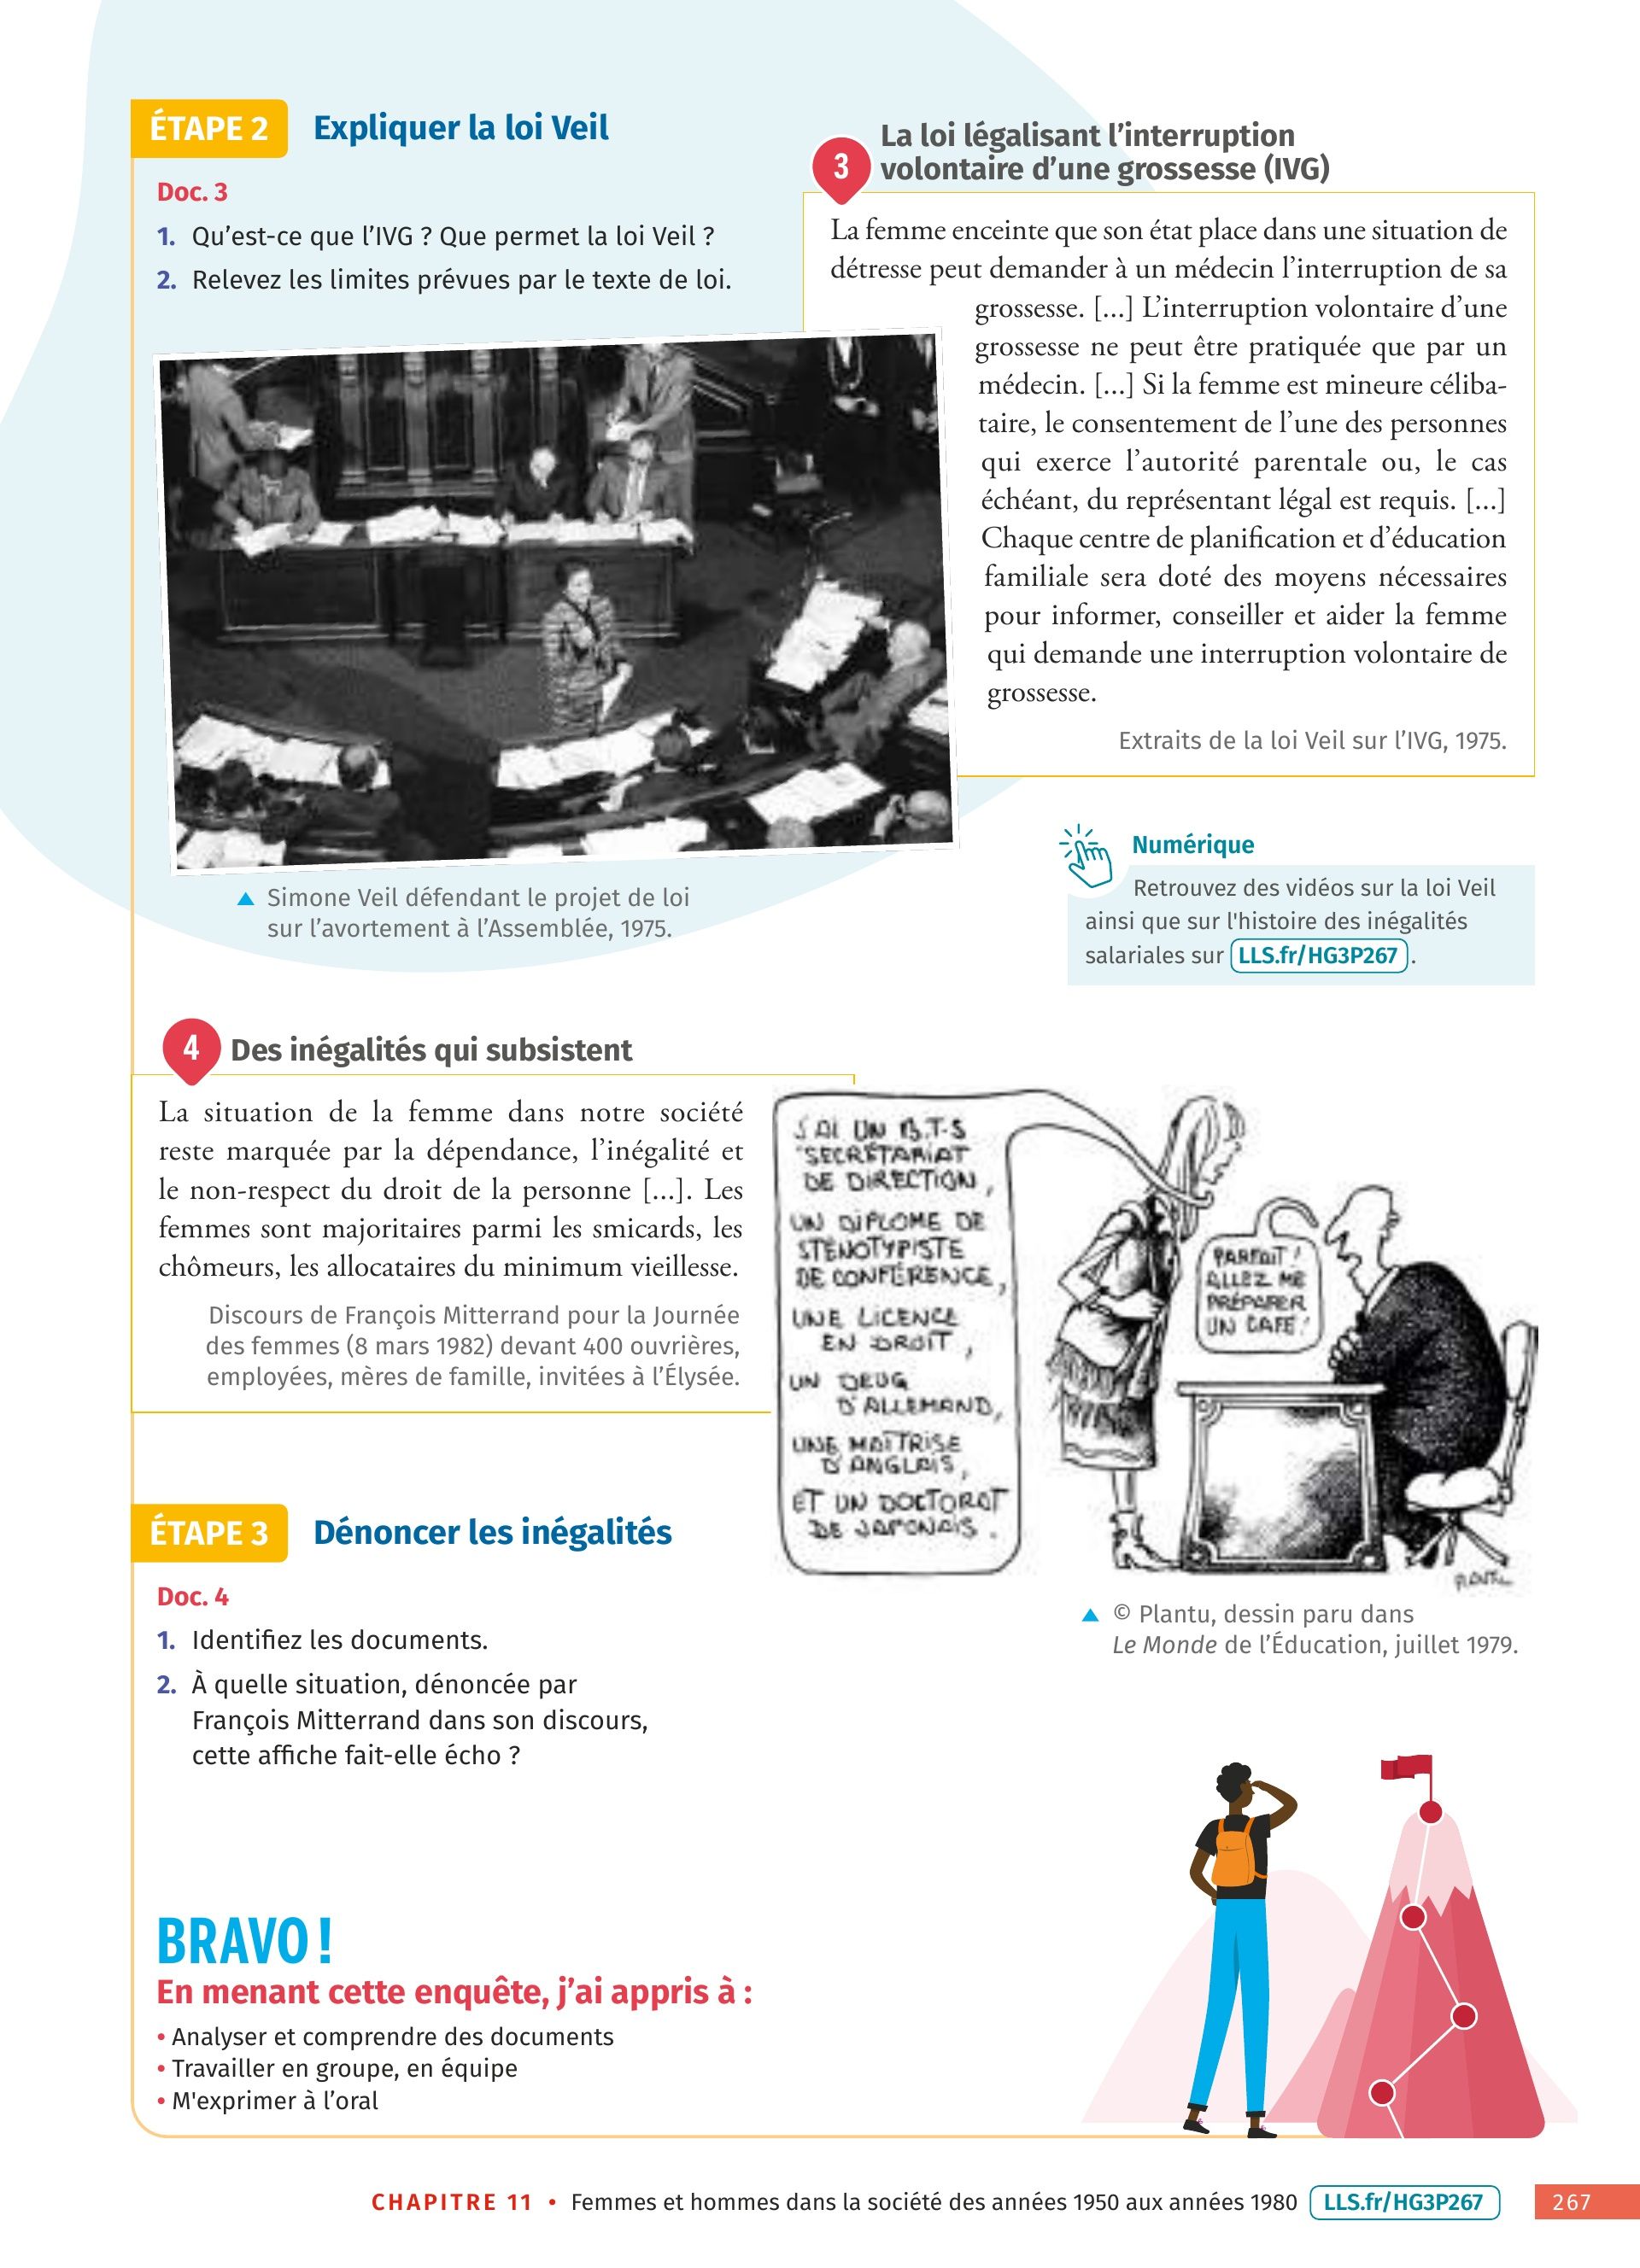 ÉTAPE 2
Expliquer la loi Veil
Doc. 3
1. Qu’est-ce que l’IVG ? Que permet la loi Veil ?
2. Relevez les limites prévues par le texte de loi.
3
La loi légalisant l’interruption
volontaire d’une grossesse (IVG)
La femme enceinte que son état place dans une situation de
détresse peut demander à un médecin l’interruption de sa
grossesse. [...] L’interruption volontaire d’une
grossesse ne peut être pratiquée que par un
médecin. [...] Si la femme est mineure céliba-
taire, le consentement de l’une des personnes
qui exerce l’autorité parentale ou, le cas
échéant, du représentant légal est requis. [...]
Chaque centre de planification et d’éducation
familiale sera doté des moyens nécessaires
pour informer, conseiller et aider la femme
qui demande une interruption volontaire de
grossesse.
Extraits de la loi Veil sur l’IVG, 1975.
Simone Veil défendant le projet de loi
sur l’avortement à l’Assemblée, 1975.
Numérique
Retrouvez des vidéos sur la loi Veil
ainsi que sur l'histoire des inégalités
salariales sur LLS.fr/HG3P267 .
4
Des inégalités qui subsistent
La situation de la femme dans notre société
reste marquée par la dépendance, l’inégalité et
le non-respect du droit de la personne [...]. Les
femmes sont majoritaires parmi les smicards, les
chômeurs, les allocataires du minimum vieillesse.
Discours de François Mitterrand pour la Journée
des femmes (8 mars 1982) devant 400 ouvrières,
employées, mères de famille, invitées à l’Élysée.
J'AI UN B.T.S
SECRÉTARIAT
DE DIRECTION,
UN DIPLOME DE
STÉNOTYPISTE
DE CONFÉRENCE,
UNE LICENCE
EN DROIT,
UN DEUG
D'ALLEMAND,
UNE MAÎTRISE
D'ANGLAIS,
ET UN DOCTORAT
DE JAPONAIS.
PARFAIT!
ALLEZ ME
PRÉPARER
UN CAFÉ!
PLANTU
© Plantu, dessin paru dans
Le Monde de l’Éducation, juillet 1979.
ÉTAPE 3
Dénoncer les inégalités
Doc. 4
1. Identifiez les documents.
2. À quelle situation, dénoncée par
François Mitterrand dans son discours,
cette affiche fait-elle écho ?
BRAVO !
En menant cette enquête, j’ai appris à :
• Analyser et comprendre des documents
• Travailler en groupe, en équipe
• M'exprimer à l’oral
CHAPITRE 11 • Femmes et hommes dans la société des années 1950 aux années 1980 LLS.fr/HG3P267 267